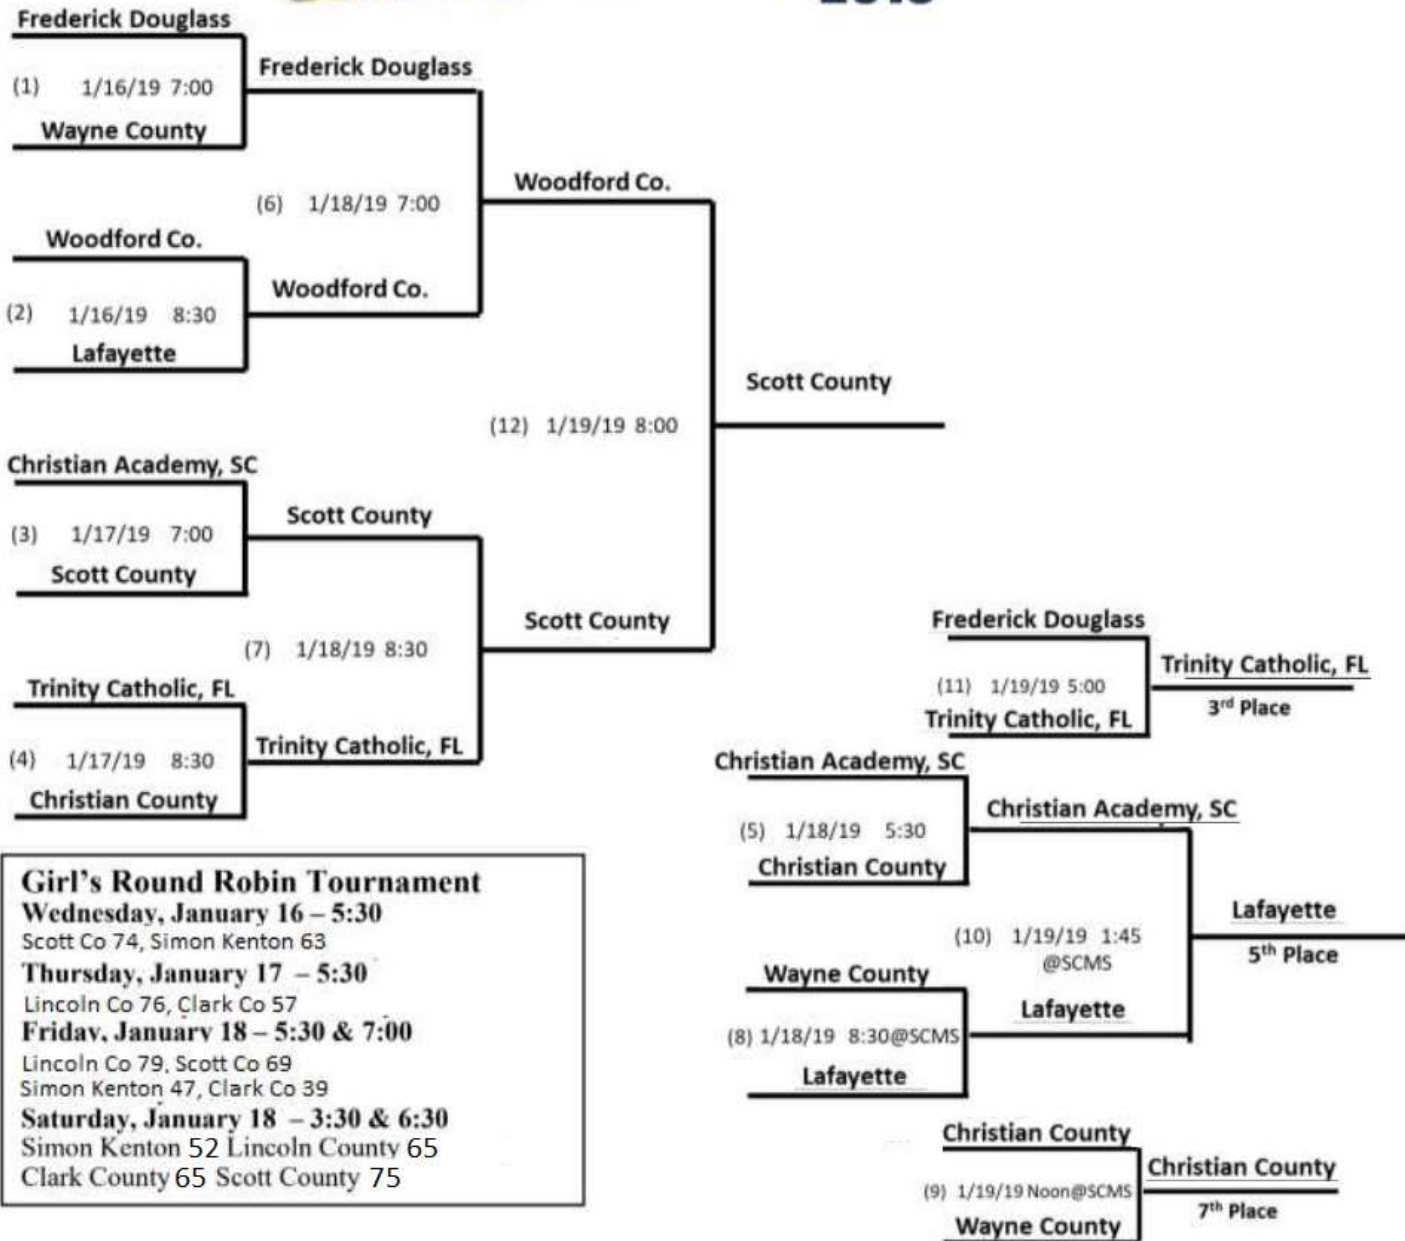 Frederick Douglass
(1) 1/16/19 7:00
Wayne County
Frederick Douglass
(6) 1/18/19 7:00
Woodford Co.
(2) 1/16/19 8:30
Lafayette
Woodford Co.
Woodford Co.
(12) 1/19/19 8:00
Scott County
Christian Academy, SC
(3) 1/17/19 7:00
Scott County
Scott County
(7) 1/18/19 8:30
Trinity Catholic, FL
(4) 1/17/19 8:30
Christian County
Trinity Catholic, FL
Scott County
Frederick Douglass
(11) 1/19/19 5:00
Trinity Catholic, FL
Trinity Catholic, FL
3rd Place
Christian Academy, SC
(5) 1/18/19 5:30
Christian County
Christian Academy, SC
(10) 1/19/19 1:45
@SCMS
Wayne County
(8) 1/18/19 8:30@SCMS
Lafayette
Lafayette
Lafayette
5th Place
Christian County
(9) 1/19/19 Noon@SCMS
Wayne County
Christian County
7th Place
Girl's Round Robin Tournament
Wednesday, January 16 – 5:30
Scott Co 74, Simon Kenton 63
Thursday, January 17 – 5:30
Lincoln Co 76, Clark Co 57
Friday, January 18 – 5:30 & 7:00
Lincoln Co 79, Scott Co 69
Simon Kenton 47, Clark Co 39
Saturday, January 18 – 3:30 & 6:30
Simon Kenton 52 Lincoln County 65
Clark County 65 Scott County 75